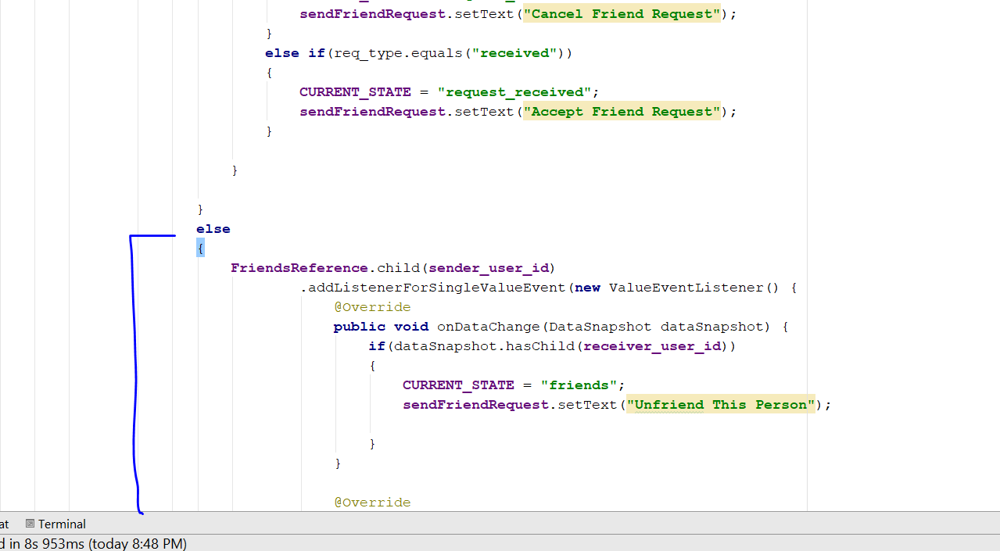 sendFriendRequest.setText("Cancel Friend Request");
}
else if(req_type.equals("received"))
{
CURRENT_STATE = "request_received";
sendFriendRequest.setText("Accept Friend Request");
}
}
}
else
{
FriendsReference.child(sender_user_id)
.addListenerForSingleValueEvent(new ValueEventListener() {
@Override
public void onDataChange(DataSnapshot dataSnapshot) {
if(dataSnapshot.hasChild(receiver_user_id))
{
CURRENT_STATE = "friends";
sendFriendRequest.setText("Unfriend This Person");
}
}
@Override
at Terminal
d in 8s 953ms (today 8:48 PM)